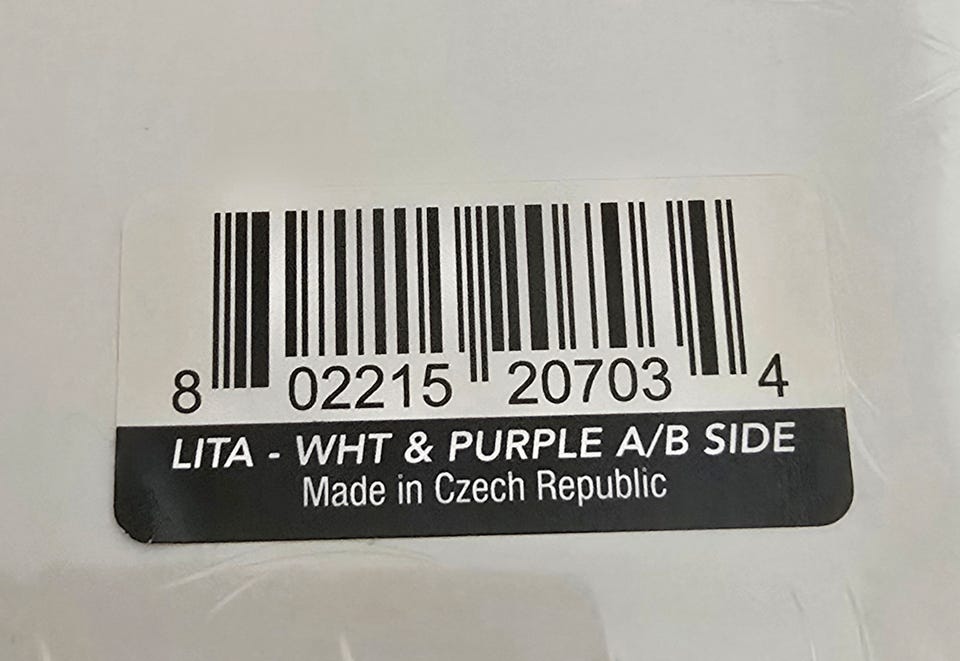 8 02215 20703 4
LITA - WHT & PURPLE A/B SIDE
Made in Czech Republic